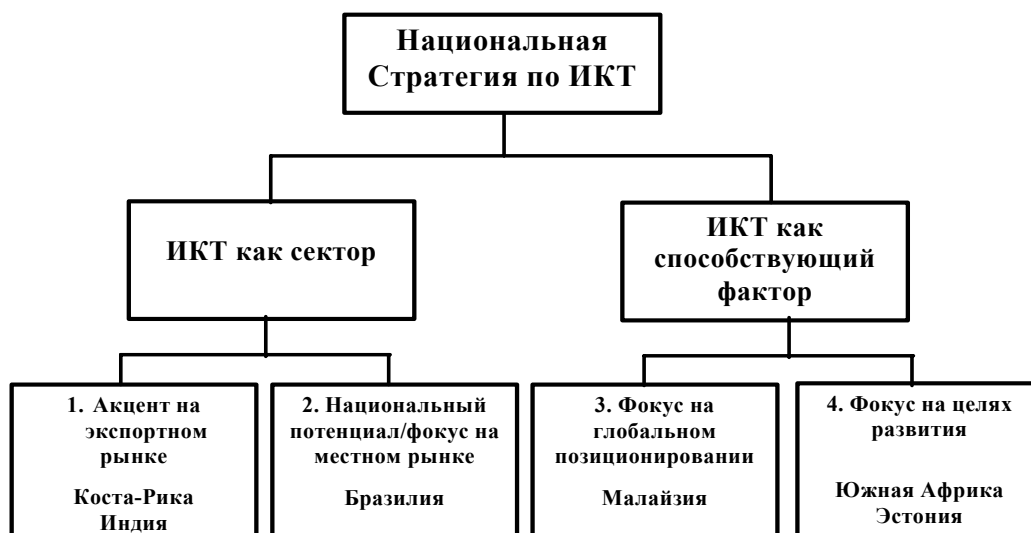 Национальная
Стратегия по ИКТ
ИКТ как сектор
ИКТ как
способствующий
фактор
1. Акцент на
экспортном
рынке
Коста-Рика
Индия
2. Национальный
потенциал/фокус на
местном рынке
Бразилия
3. Фокус на
глобальном
позиционировании
Малайзия
4. Фокус на целях
развития
Южная Африка
Эстония